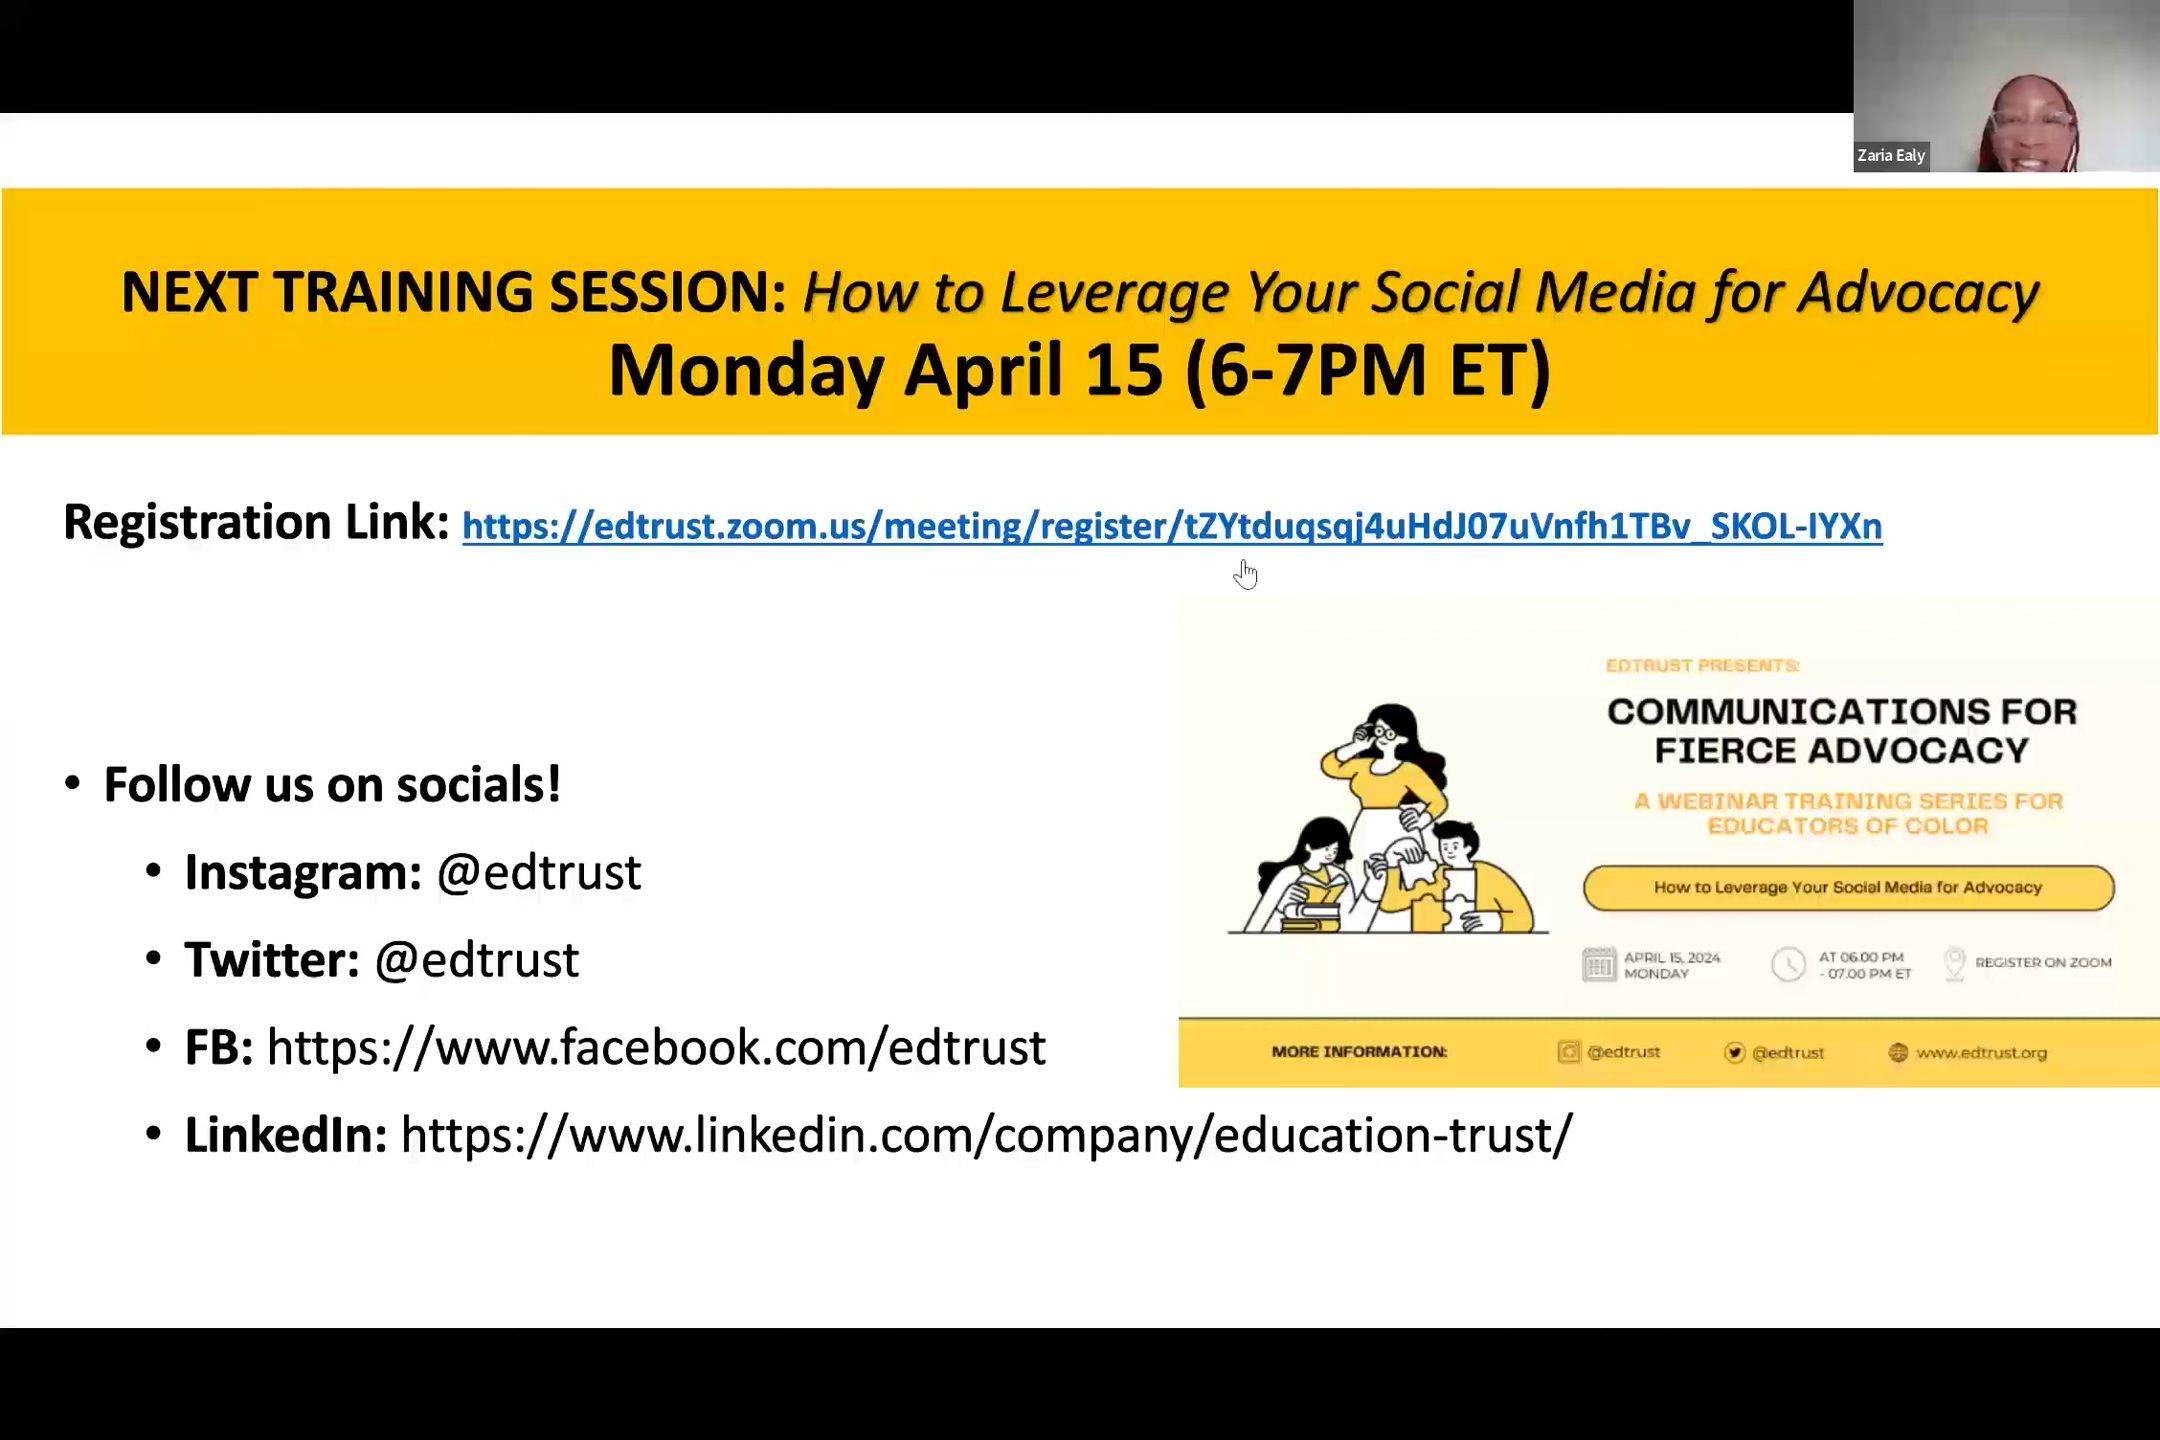 Zaria Ealy
NEXT TRAINING SESSION: How to Leverage Your Social Media for Advocacy
Monday April 15 (6-7PM ET)
Registration Link: https://edtrust.zoom.us/meeting/register/tZYtduqsqj4uHdJ07uVnfh1TBv_SKOL-IYXn
• Follow us on socials!
• Instagram: @edtrust
• Twitter: @edtrust
• FB: https://www.facebook.com/edtrust
• LinkedIn: https://www.linkedin.com/company/education-trust/
EDTRUST PRESENTS:
COMMUNICATIONS FOR
FIERCE ADVOCACY
A WEBINAR TRAINING SERIES FOR
EDUCATORS OF COLOR
How to Leverage Your Social Media for Advocacy
APRIL 15, 2024
MONDAY
AT 06.00 PM
- 07.00 PM ET
REGISTER ON ZOOM
MORE INFORMATION:
@edtrust
@edtrust
www.edtrust.org